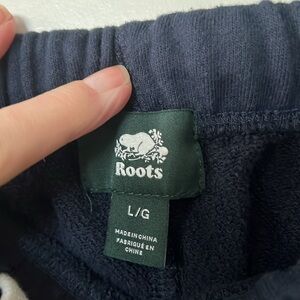 Roots
L/G
MADE IN CHINA
FABRIQUÉ EN
CHINE